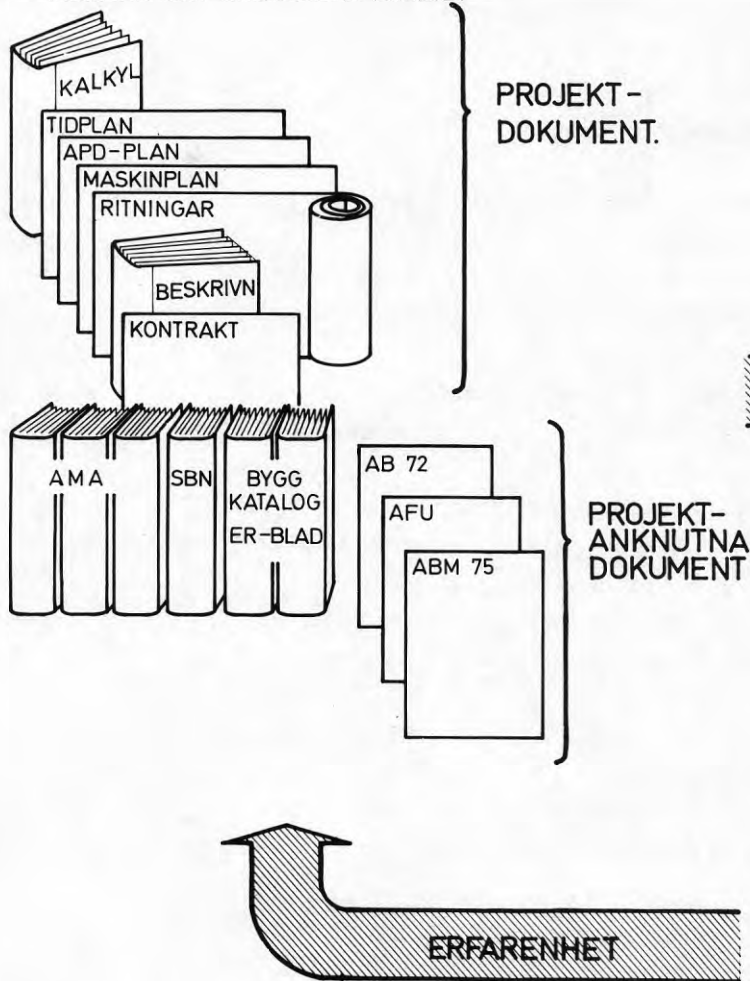 KALKYL
TIDPLAN
APD-PLAN
MASKINPLAN
RITNINGAR
BESKRIVN
KONTRAKT
PROJEKT-
DOKUMENT.
AMA
SBN
BYGG
KATALOG
ER-BLAD
AB 72
AFU
ABM 75
PROJEKT-
ANKNUTNA
DOKUMENT
ERFARENHET